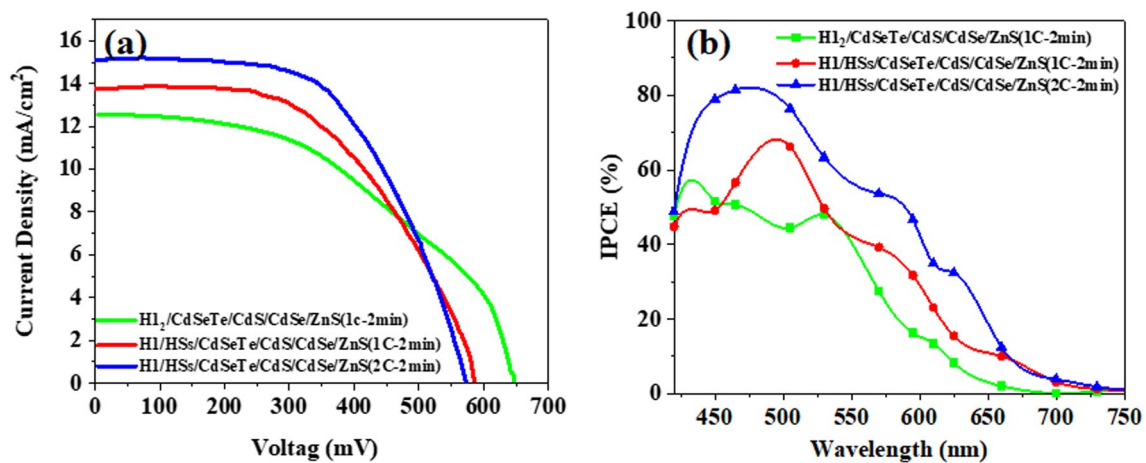 (a)
16
14
12
10
8
6
4
2
0
Current Density (mA/cm²)
H1₂/CdSeTe/CdS/CdSe/ZnS(1c-2min)
H1/HSs/CdSeTe/CdS/CdSe/ZnS(1C-2min)
H1/HSs/CdSeTe/CdS/CdSe/ZnS(2C-2min)
0 100 200 300 400 500 600 700
Voltag (mV)
(b)
100
80
60
40
20
0
IPCE (%)
H1₂/CdSeTe/CdS/CdSe/ZnS(1C-2min)
H1/HSs/CdSeTe/CdS/CdSe/ZnS(1C-2min)
H1/HSs/CdSeTe/CdS/CdSe/ZnS(2C-2min)
450 500 550 600 650 700 750
Wavelength (nm)